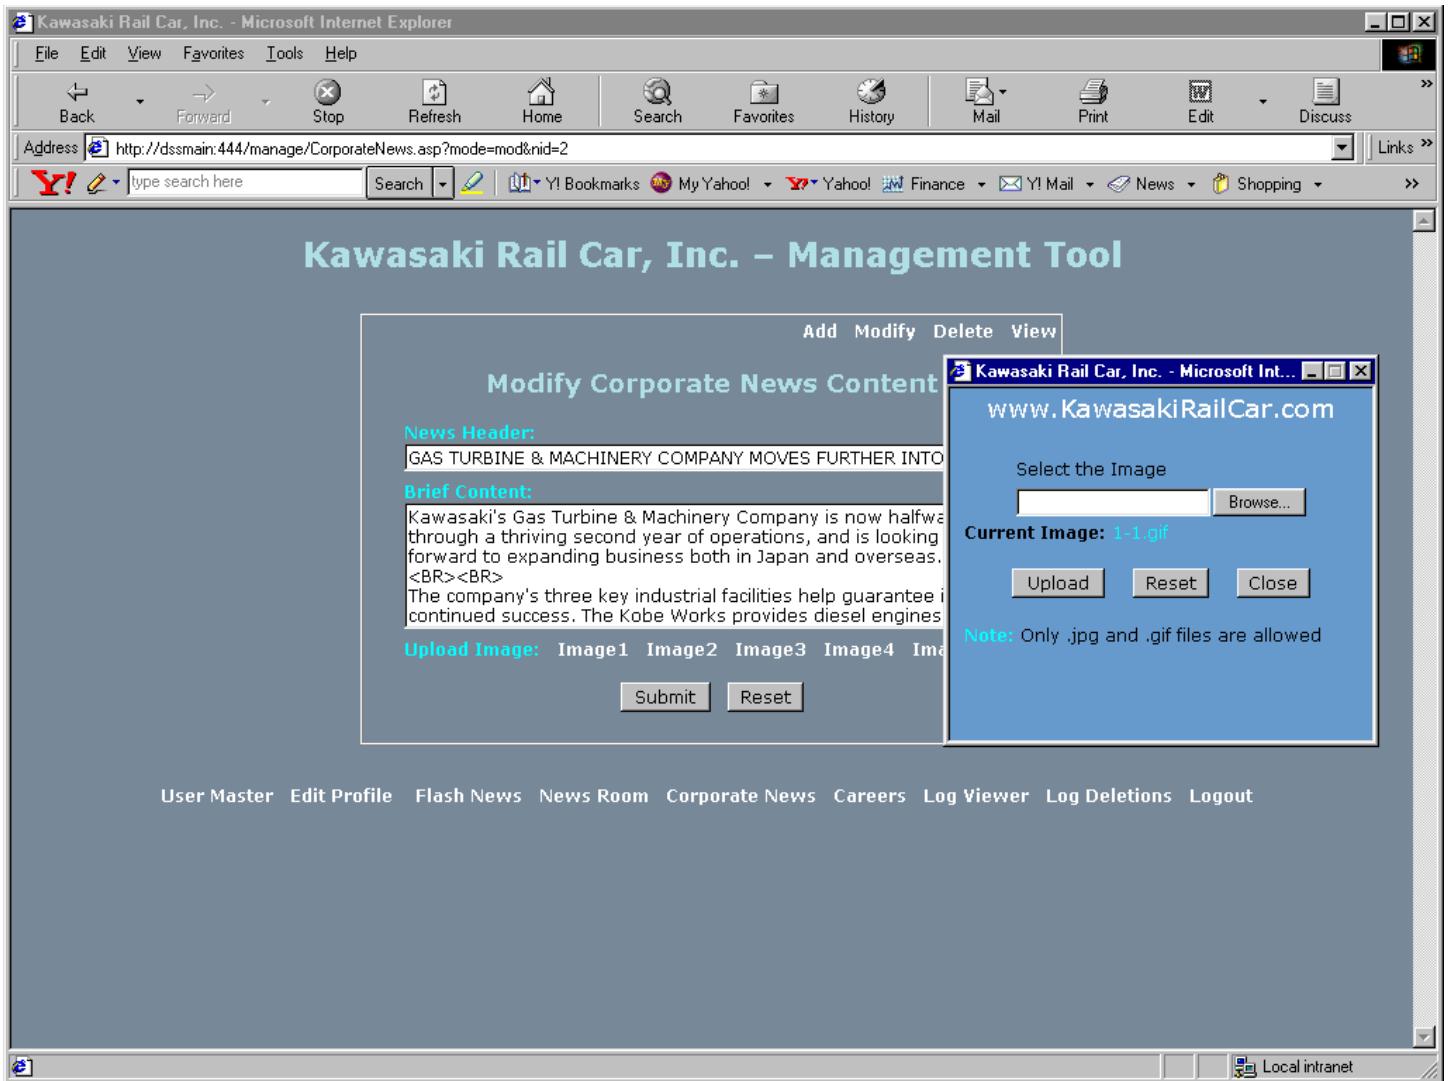 Kawasaki Rail Car, Inc. - Microsoft Internet Explorer
File Edit View Favorites Tools Help
Back Forward Stop Refresh Home Search Favorites History Mail Print Edit Discuss »
Address http://dssmain:444/manage/CorporateNews.asp?mode=mod&nid=2 Links »
Y! type search here Search Y! Bookmarks My Yahoo! Yahoo! Finance Y! Mail News Shopping »
Kawasaki Rail Car, Inc. – Management Tool
Add Modify Delete View
Modify Corporate News Content
News Header:
GAS TURBINE & MACHINERY COMPANY MOVES FURTHER INTO
Brief Content:
Kawasaki's Gas Turbine & Machinery Company is now halfwa
through a thriving second year of operations, and is looking
forward to expanding business both in Japan and overseas.
<BR><BR>
The company's three key industrial facilities help guarantee i
continued success. The Kobe Works provides diesel engines
Upload Image: Image1 Image2 Image3 Image4 Ima
Submit Reset
Kawasaki Rail Car, Inc. - Microsoft Int...
www.KawasakiRailCar.com
Select the Image
Browse...
Current Image: 1-1.gif
Upload Reset Close
Note: Only .jpg and .gif files are allowed
User Master Edit Profile Flash News News Room Corporate News Careers Log Viewer Log Deletions Logout
Local intranet